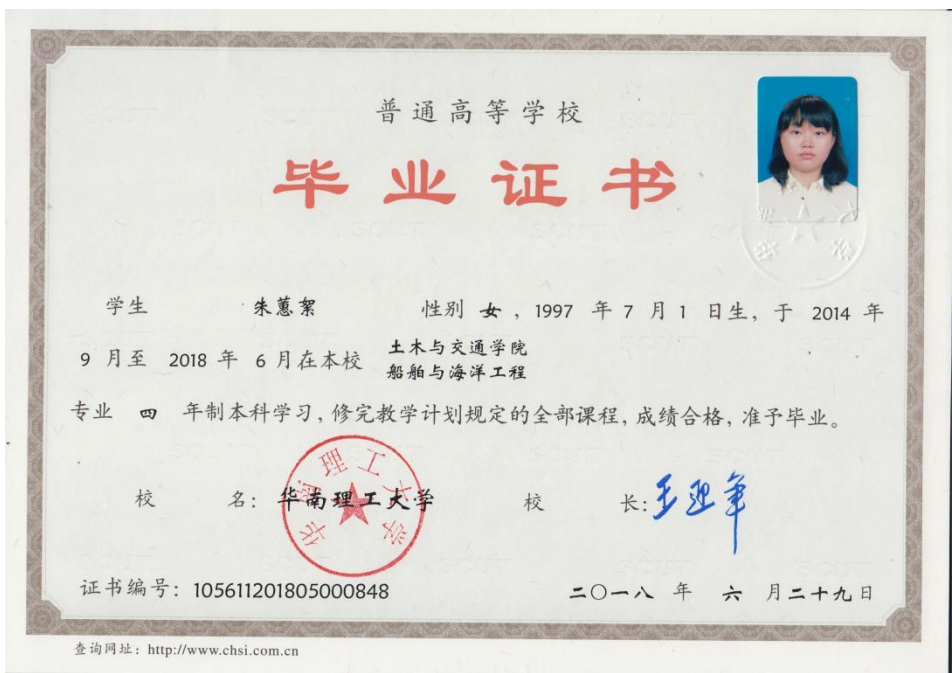 普通高等学校
毕业证书
学生 朱蕙絮 性别 女，1997 年 7 月 1 日生，于 2014 年
9 月至 2018 年 6 月在本校 土木与交通学院
船舶与海洋工程
专业 四 年制本科学习，修完教学计划规定的全部课程，成绩合格，准予毕业。
校 名：华南理工大学 校 长：王迎军
华南理工大学
证书编号：105611201805000848 二〇一八 年 六 月二十九日
查询网址：http://www.chsi.com.cn